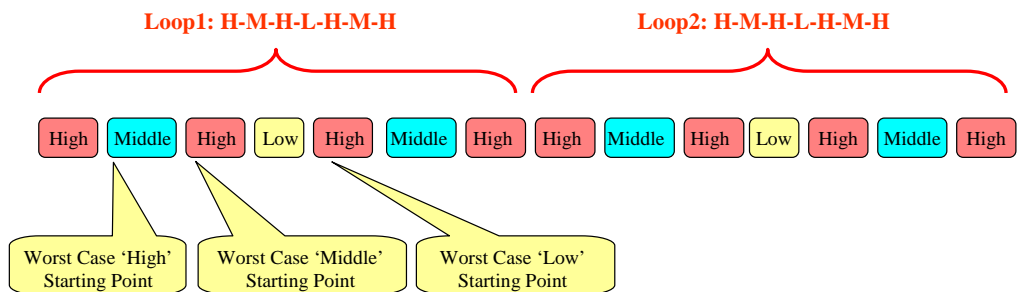 Loop1: H-M-H-L-H-M-H
Loop2: H-M-H-L-H-M-H
High
Middle
High
Low
High
Middle
High
High
Middle
High
Low
High
Middle
High
Worst Case ‘High’
Starting Point
Worst Case ‘Middle’
Starting Point
Worst Case ‘Low’
Starting Point